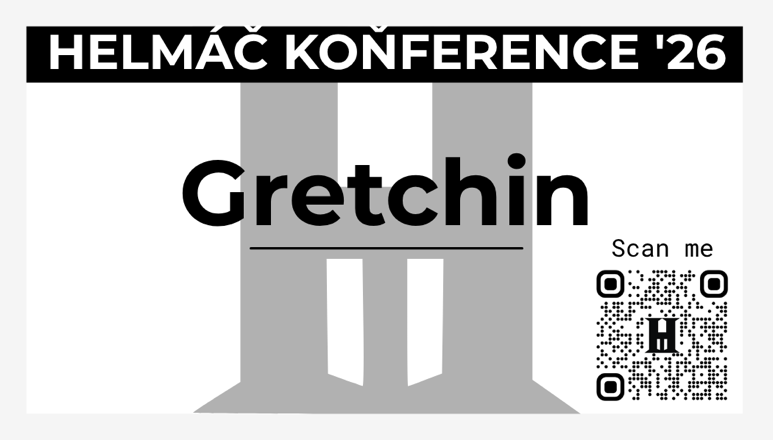 HELMÁČ KOŇFERENCE '26
Gretchin
Scan me
H